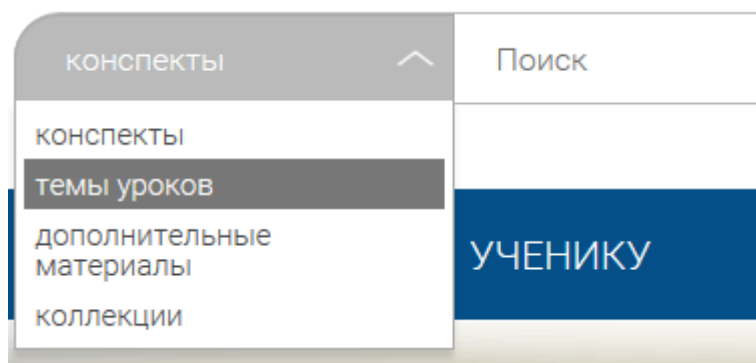 конспекты
Поиск
конспекты
темы уроков
дополнительные
материалы
УЧЕНИКУ
коллекции